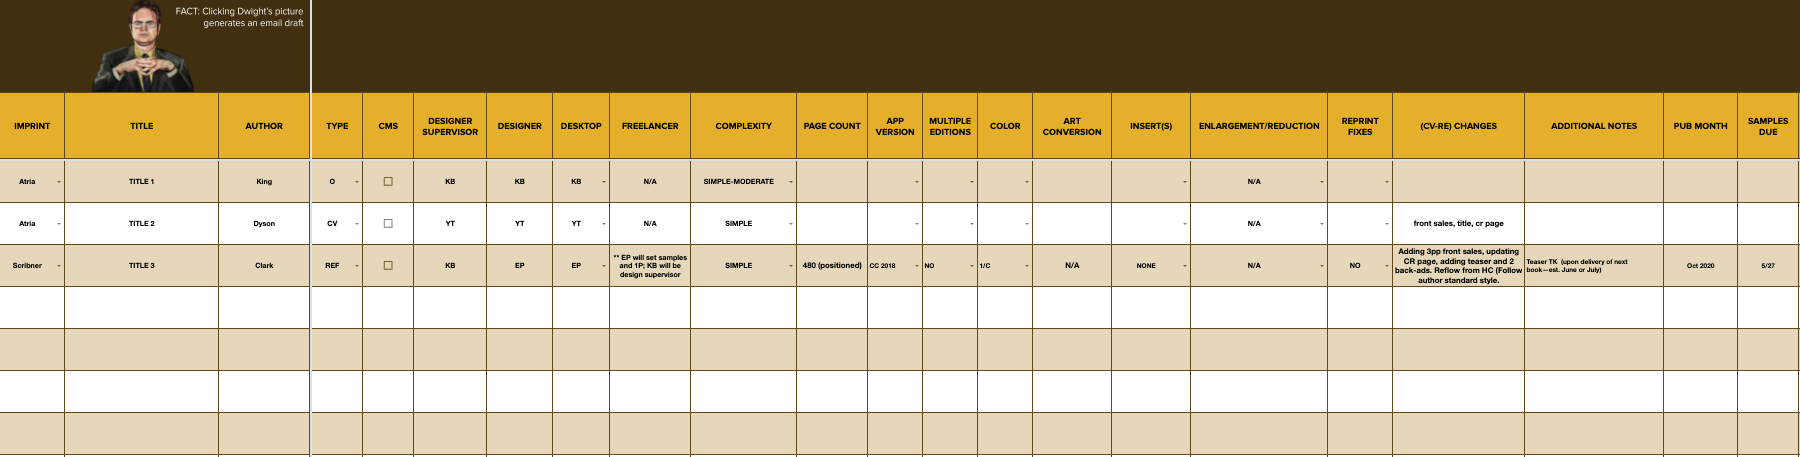 FACT: Clicking Dwight's picture
generates an email draft
IMPRINT TITLE AUTHOR TYPE CMS DESIGNER SUPERVISOR DESIGNER DESKTOP FREELANCER COMPLEXITY PAGE COUNT APP VERSION MULTIPLE EDITIONS COLOR ART CONVERSION INSERT(S) ENLARGEMENT/REDUCTION REPRINT FIXES (CV-RE) CHANGES ADDITIONAL NOTES PUB MONTH SAMPLES DUE
Atria TITLE 1 King O KB KB KB N/A SIMPLE-MODERATE N/A
Atria TITLE 2 Dyson CV YT YT YT N/A SIMPLE N/A front sales, title, cr page
Scribner TITLE 3 Clark REF KB EP EP
** EP will set samples
and 1P; KB will be
design supervisor
SIMPLE 480 (positioned) CC 2018 NO 1/C N/A NONE N/A NO
Adding 3pp front sales, updating
CR page, adding teaser and 2
back-ads. Reflow from HC (Follow
author standard style.
Teaser TK (upon delivery of next
book—est. June or July)
Oct 2020 5/27